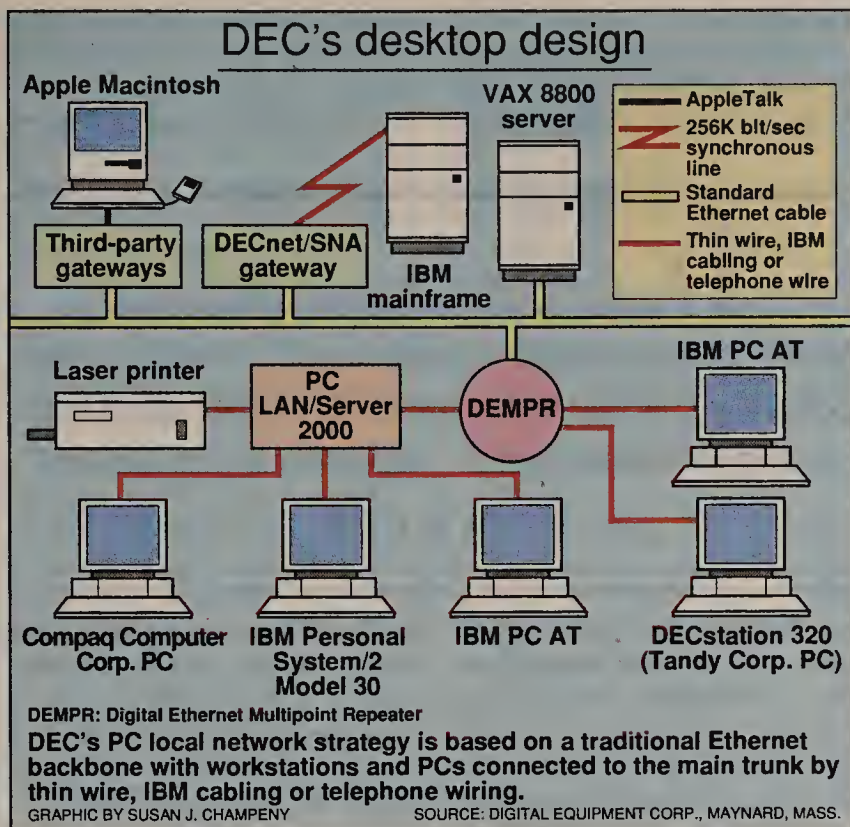 DEC's desktop design
Apple Macintosh
VAX 8800
server
AppleTalk
256K bit/sec
synchronous
line
Standard
Ethernet cable
Thin wire, IBM
cabling or
telephone wire
Third-party
gateways
DECnet/SNA
gateway
IBM
mainframe
Laser printer
PC
LAN/Server
2000
DEMPR
IBM PC AT
Compaq Computer
Corp. PC
IBM Personal
System/2
Model 30
IBM PC AT
DECstation 320
(Tandy Corp. PC)
DEMPR: Digital Ethernet Multipoint Repeater
DEC's PC local network strategy is based on a traditional Ethernet
backbone with workstations and PCs connected to the main trunk by
thin wire, IBM cabling or telephone wiring.
GRAPHIC BY SUSAN J. CHAMPENY
SOURCE: DIGITAL EQUIPMENT CORP., MAYNARD, MASS.